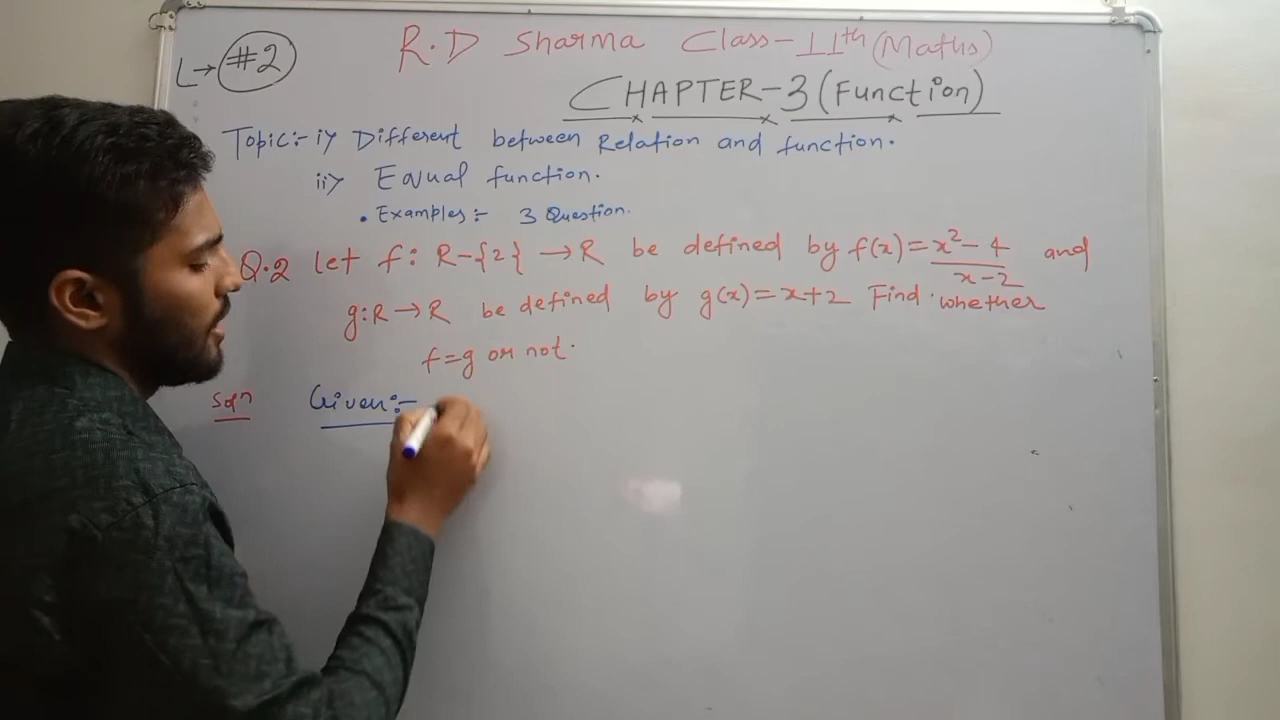 L→ #2
R.D Sharma Class-11th (Maths)
CHAPTER-3 (Function)
Topic:- i) Different between Relation and function.
ii) Equal function.
• Examples:- 3 Question.
Q.2 let f: R-{2} → R be defined by f(x) = x²-4 / x-2 and
g: R → R be defined by g(x) = x+2 Find whether
f=g or not.
Solⁿ Given:-